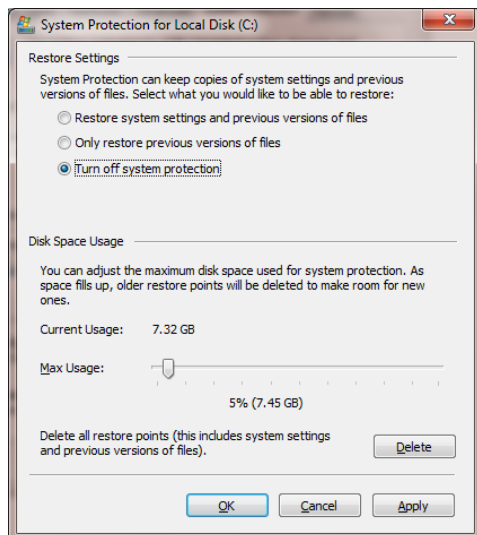 System Protection for Local Disk (C:)
Restore Settings
System Protection can keep copies of system settings and previous
versions of files. Select what you would like to be able to restore:
Restore system settings and previous versions of files
Only restore previous versions of files
Turn off system protection
Disk Space Usage
You can adjust the maximum disk space used for system protection. As
space fills up, older restore points will be deleted to make room for new
ones.
Current Usage: 7.32 GB
Max Usage:
5% (7.45 GB)
Delete all restore points (this includes system settings
and previous versions of files).
Delete
OK Cancel Apply